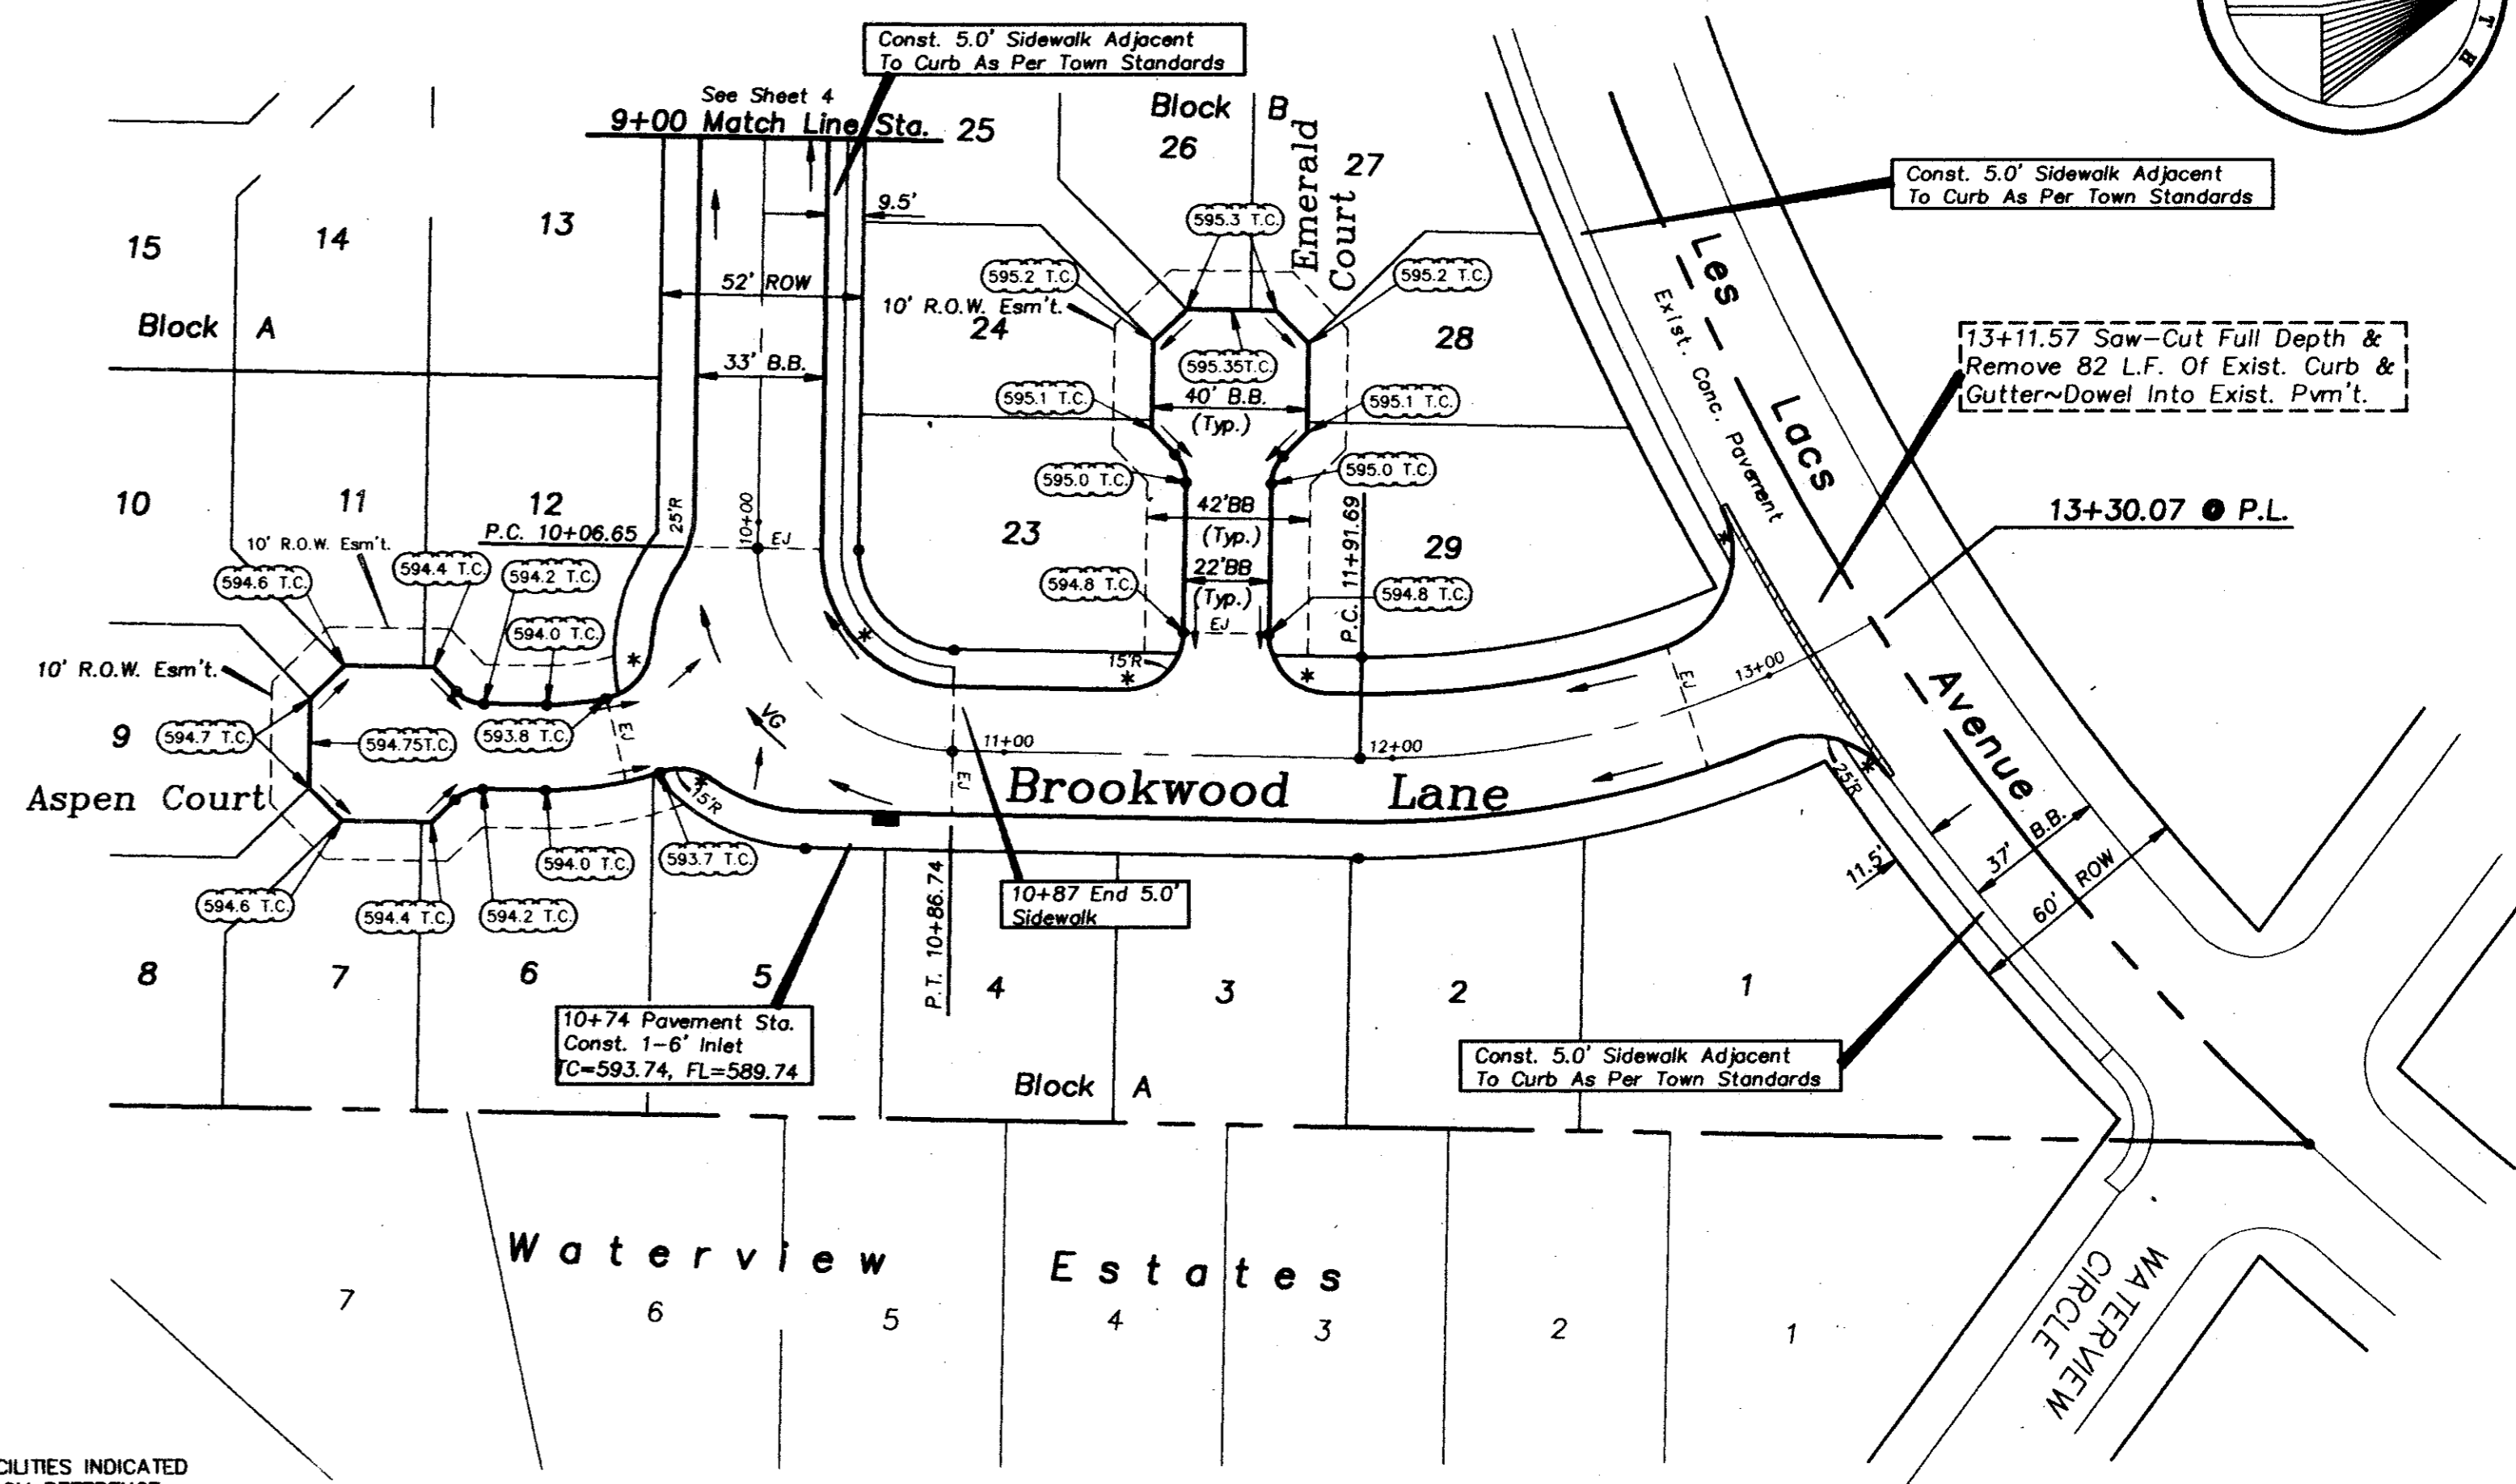 Const. 5.0' Sidewalk Adjacent
To Curb As Per Town Standards
See Sheet 4
9+00 Match Line Sta.
25
Block B
26
27
Emerald
Court
T
H
Const. 5.0' Sidewalk Adjacent
To Curb As Per Town Standards
15
14
13
9.5'
595.3 T.C.
595.2 T.C.
595.2 T.C.
52' ROW
10' R.O.W. Esm't.
24
28
Block A
33' B.B.
595.35T.C.
595.1 T.C.
40' B.B.
(Typ.)
595.1 T.C.
Les Lacs
Avenue
Exist. Conc. Pavement
13+11.57 Saw-Cut Full Depth &
Remove 82 L.F. Of Exist. Curb &
Gutter~Dowel Into Exist. Pvm't.
13+30.07 @ P.L.
10
11
12
P.C. 10+06.65
25'R
10+00
EJ
595.0 T.C.
595.0 T.C.
42'BB
(Typ.)
23
29
P.C. 11+91.69
10' R.O.W. Esm't.
594.6 T.C.
594.4 T.C.
594.2 T.C.
594.0 T.C.
594.8 T.C.
22'BB
(Typ.)
EJ
594.8 T.C.
10' R.O.W. Esm't.
*
*
15'R
*
*
*
13+00
EJ
9
594.7 T.C.
594.75T.C.
593.8 T.C.
EJ
VG
11+00
12+00
EJ
Aspen Court
Brookwood Lane
*
15'R
*
25'R
594.0 T.C.
593.7 T.C.
594.6 T.C.
594.4 T.C.
594.2 T.C.
P.T. 10+86.74
10+87 End 5.0'
Sidewalk
11.5'
37' B.B.
60' ROW
8
7
6
5
4
3
2
1
10+74 Pavement Sta.
Const. 1-6' Inlet
TC=593.74, FL=589.74
Block A
Const. 5.0' Sidewalk Adjacent
To Curb As Per Town Standards
Waterview Estates
7
6
5
4
3
2
1
WATERVIEW
CIRCLE
CILITIES INDICATED